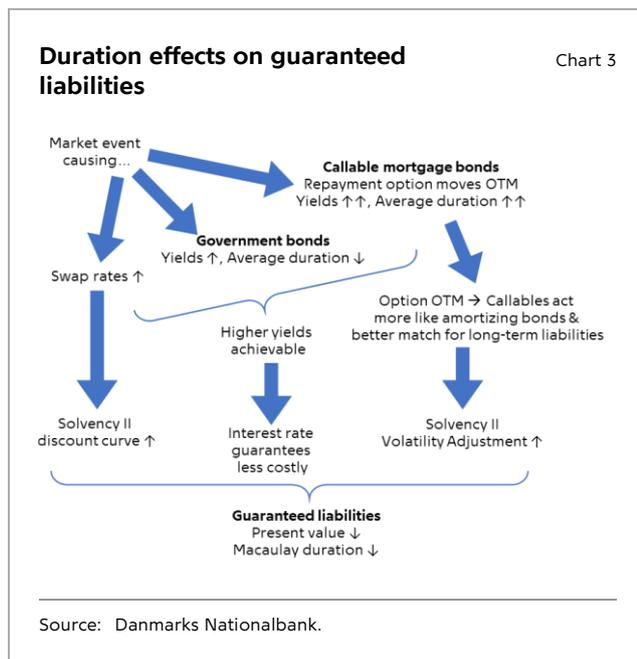 Duration effects on guaranteed
liabilities
Chart 3
Market event
causing...
Callable mortgage bonds
Repayment option moves OTM
Yields ↑↑, Average duration ↑↑
Government bonds
Yields ↑, Average duration ↓
Swap rates ↑
Option OTM → Callables act
more like amortizing bonds &
better match for long-term liabilities
Higher yields
achievable
Solvency II
discount curve ↑
Interest rate
guarantees
less costly
Solvency II
Volatility Adjustment ↑
Guaranteed liabilities
Present value ↓
Macaulay duration ↓
Source: Danmarks Nationalbank.